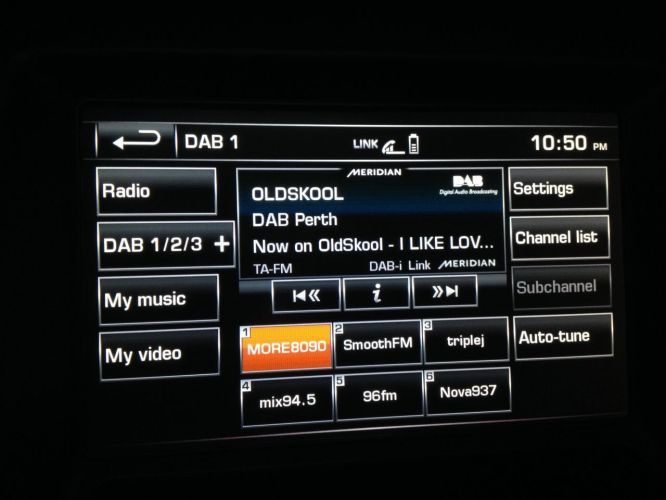 DAB 1
LINK
10:50 PM
Radio
DAB 1/2/3 +
My music
My video
MERIDIAN
OLDSKOOL
DAB
Digital Audio Broadcasting
DAB Perth
Now on OldSkool - I LIKE LOV...
TA-FM DAB-i Link MERIDIAN
i
Settings
Channel list
Subchannel
Auto-tune
1 MORE8090
2 SmoothFM
3 triplej
4 mix94.5
5 96fm
6 Nova937